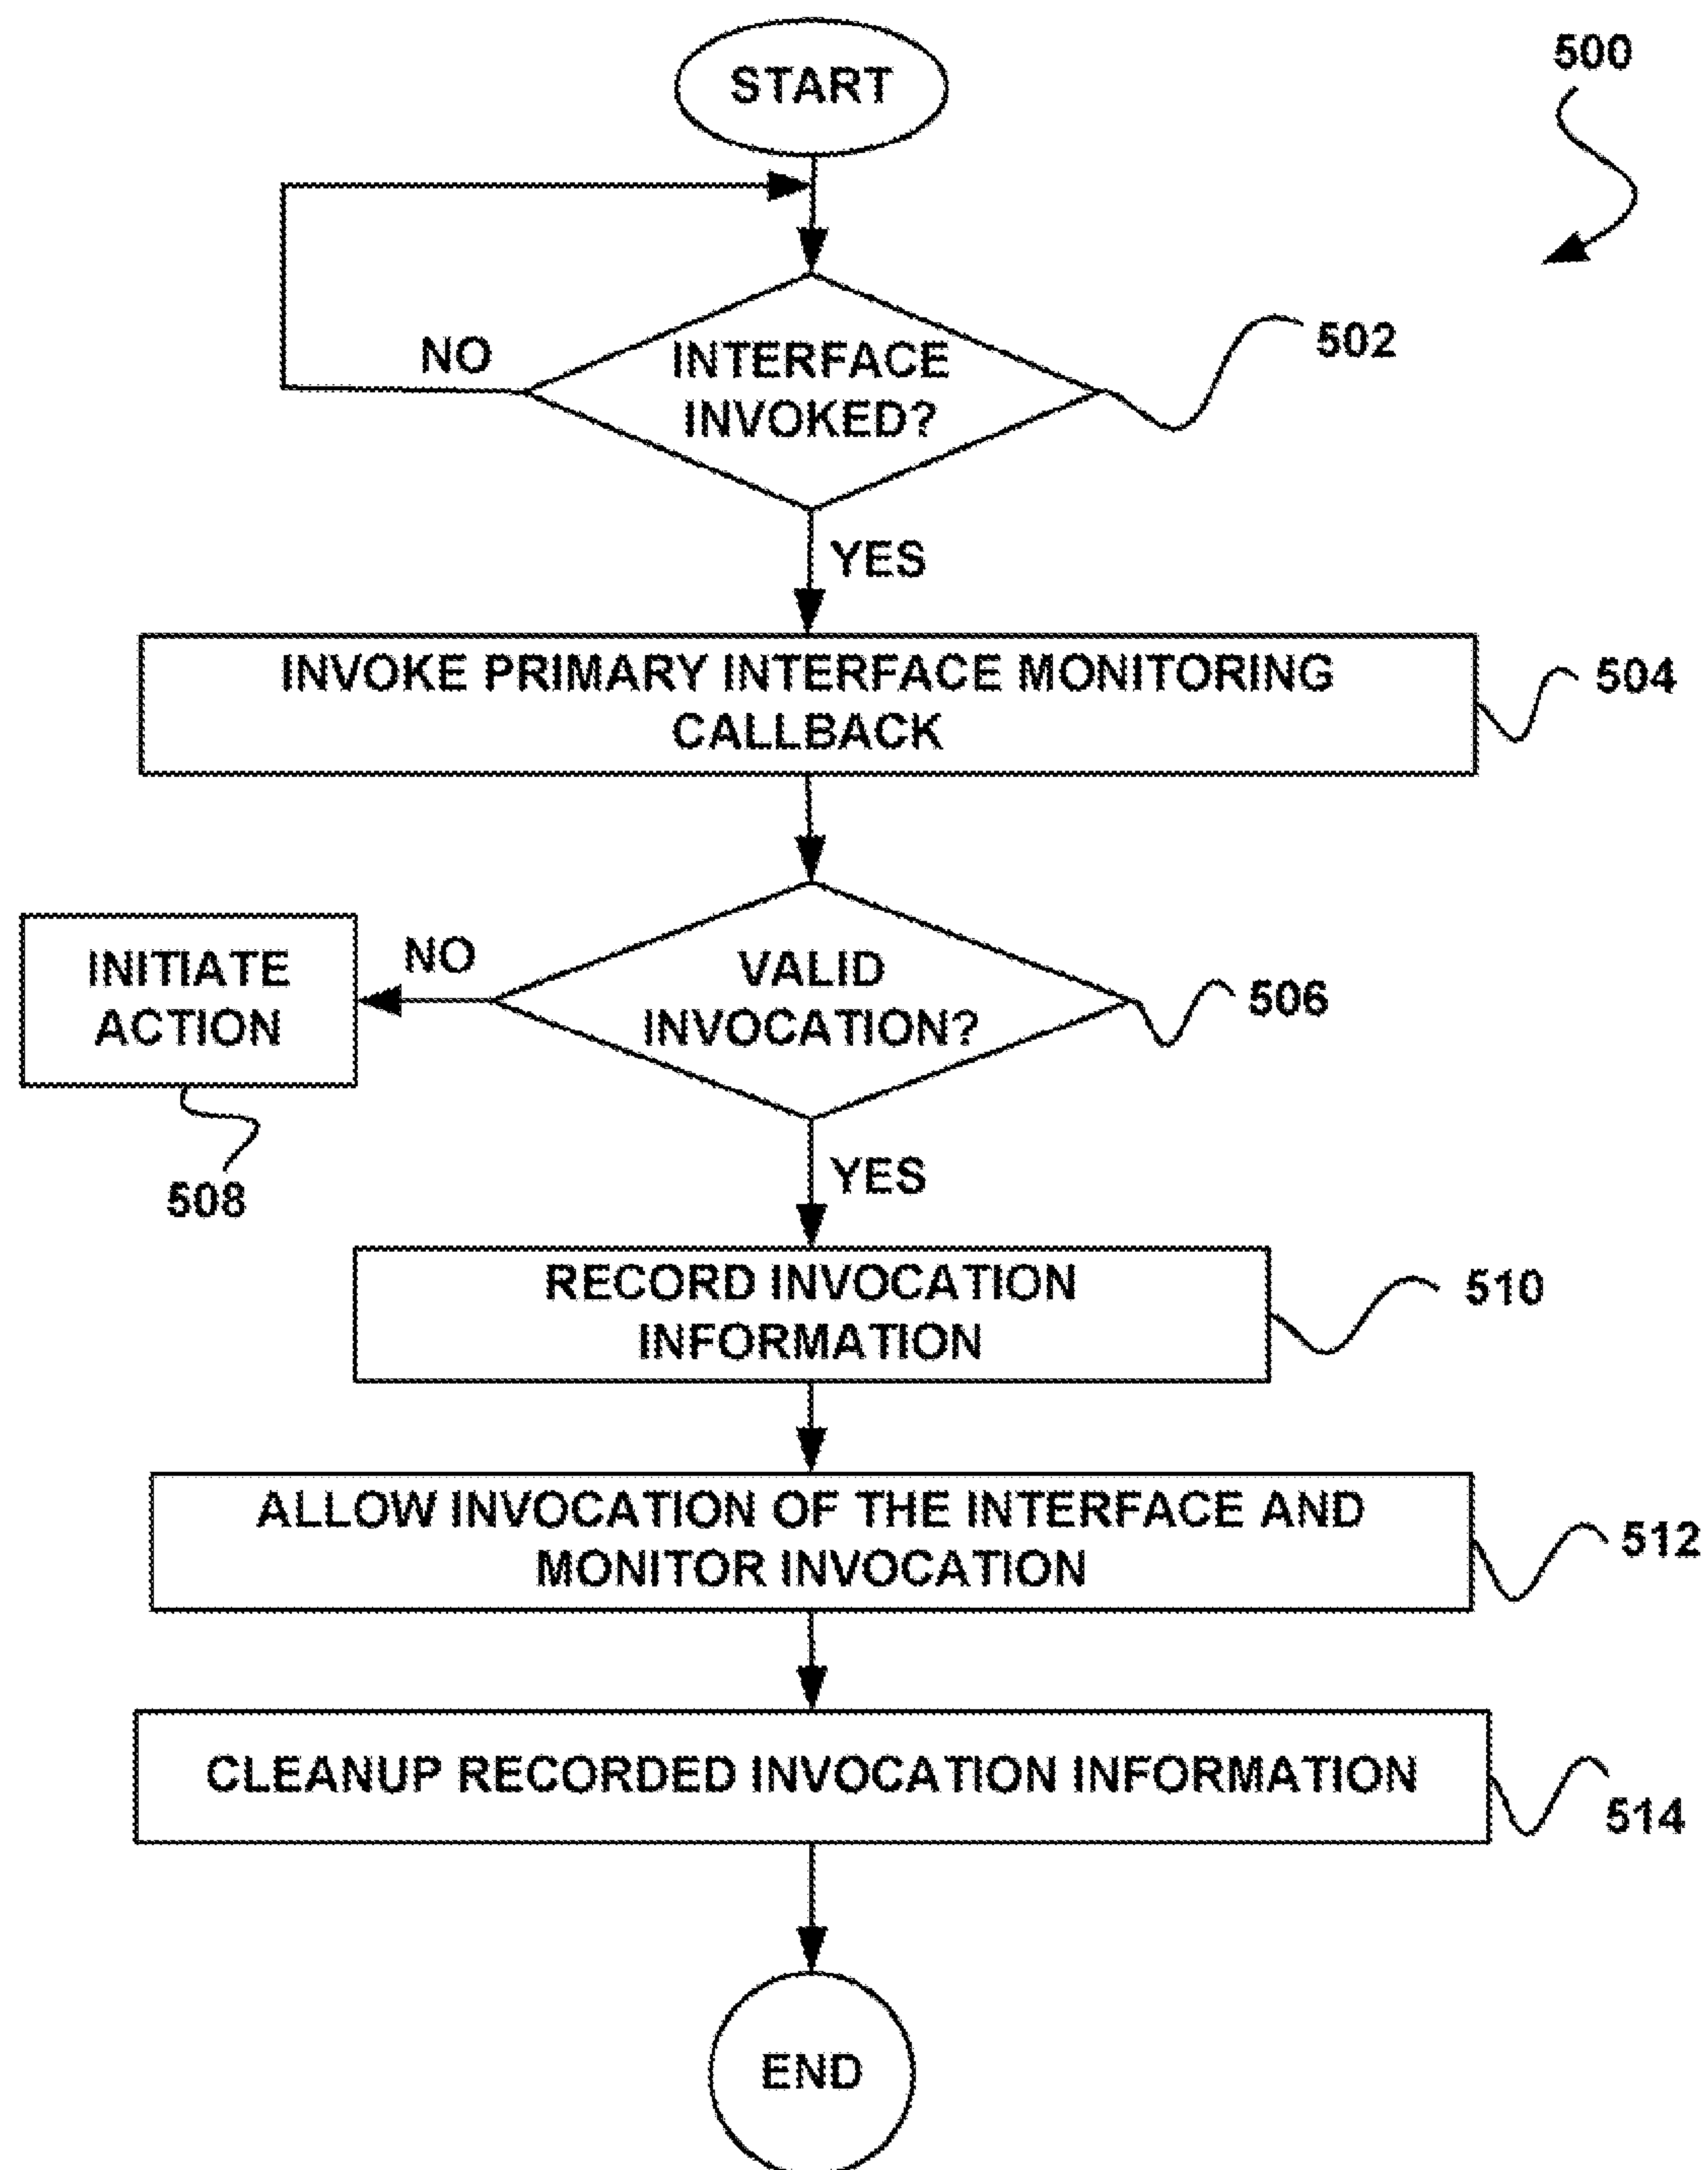 START
500
NO
INTERFACE
INVOKED?
502
YES
INVOKE PRIMARY INTERFACE MONITORING
CALLBACK
504
INITIATE
ACTION
NO
VALID
INVOCATION?
506
508
YES
RECORD INVOCATION
INFORMATION
510
ALLOW INVOCATION OF THE INTERFACE AND
MONITOR INVOCATION
512
CLEANUP RECORDED INVOCATION INFORMATION
514
END